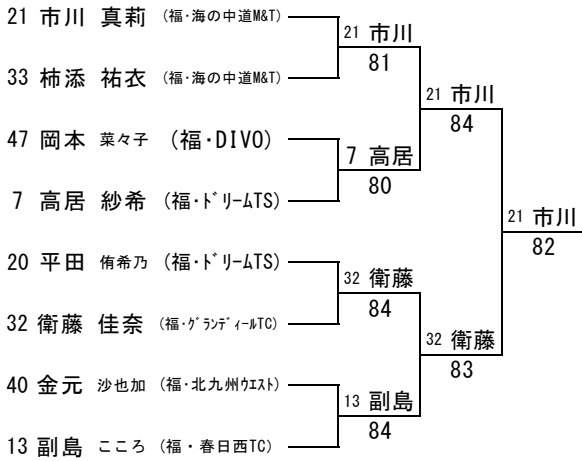 21 市川 真莉 (福・海の中道M&T)
21 市川
33 柿添 祐衣 (福・海の中道M&T)
81
21 市川
47 岡本 菜々子 (福・DIVO)
84
7 高居
7 高居 紗希 (福・ドリームTS)
80
21 市川
20 平田 侑希乃 (福・ドリームTS)
82
32 衛藤
32 衛藤 佳奈 (福・グランディールTC)
84
32 衛藤
40 金元 沙也加 (福・北九州ウエスト)
83
13 副島
13 副島 こころ (福・春日西TC)
84